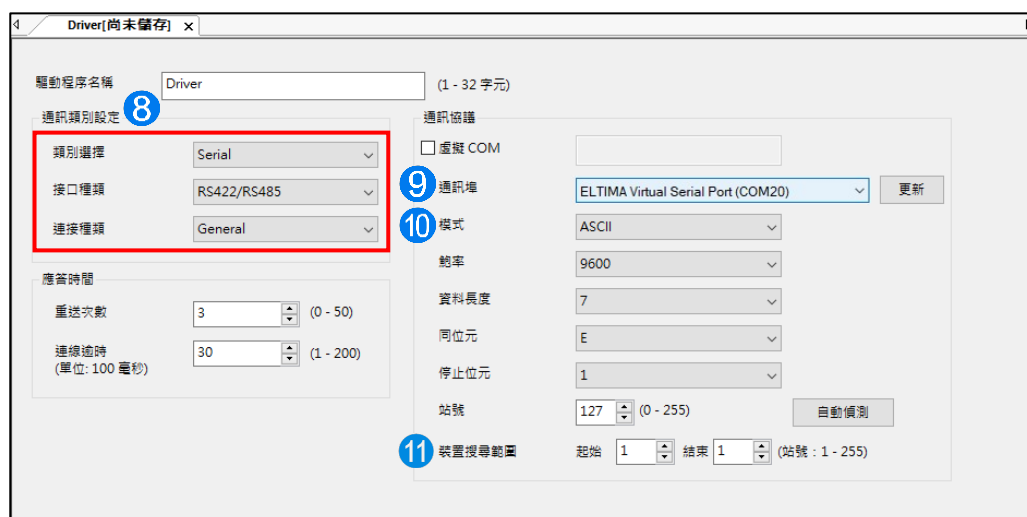 Driver[尚未儲存] x
驅動程序名稱 Driver (1 - 32 字元)
8
通訊類別設定
類別選擇 Serial
接口種類 RS422/RS485
連接種類 General
應答時間
重送次數 3 (0 - 50)
連線逾時 30 (1 - 200)
(單位: 100 毫秒)
通訊協議
虛擬 COM
9 通訊埠 ELTIMA Virtual Serial Port (COM20) 更新
10 模式 ASCII
鮑率 9600
資料長度 7
同位元 E
停止位元 1
站號 127 (0 - 255) 自動偵測
11 裝置搜尋範圍 起始 1 結束 1 (站號 : 1 - 255)